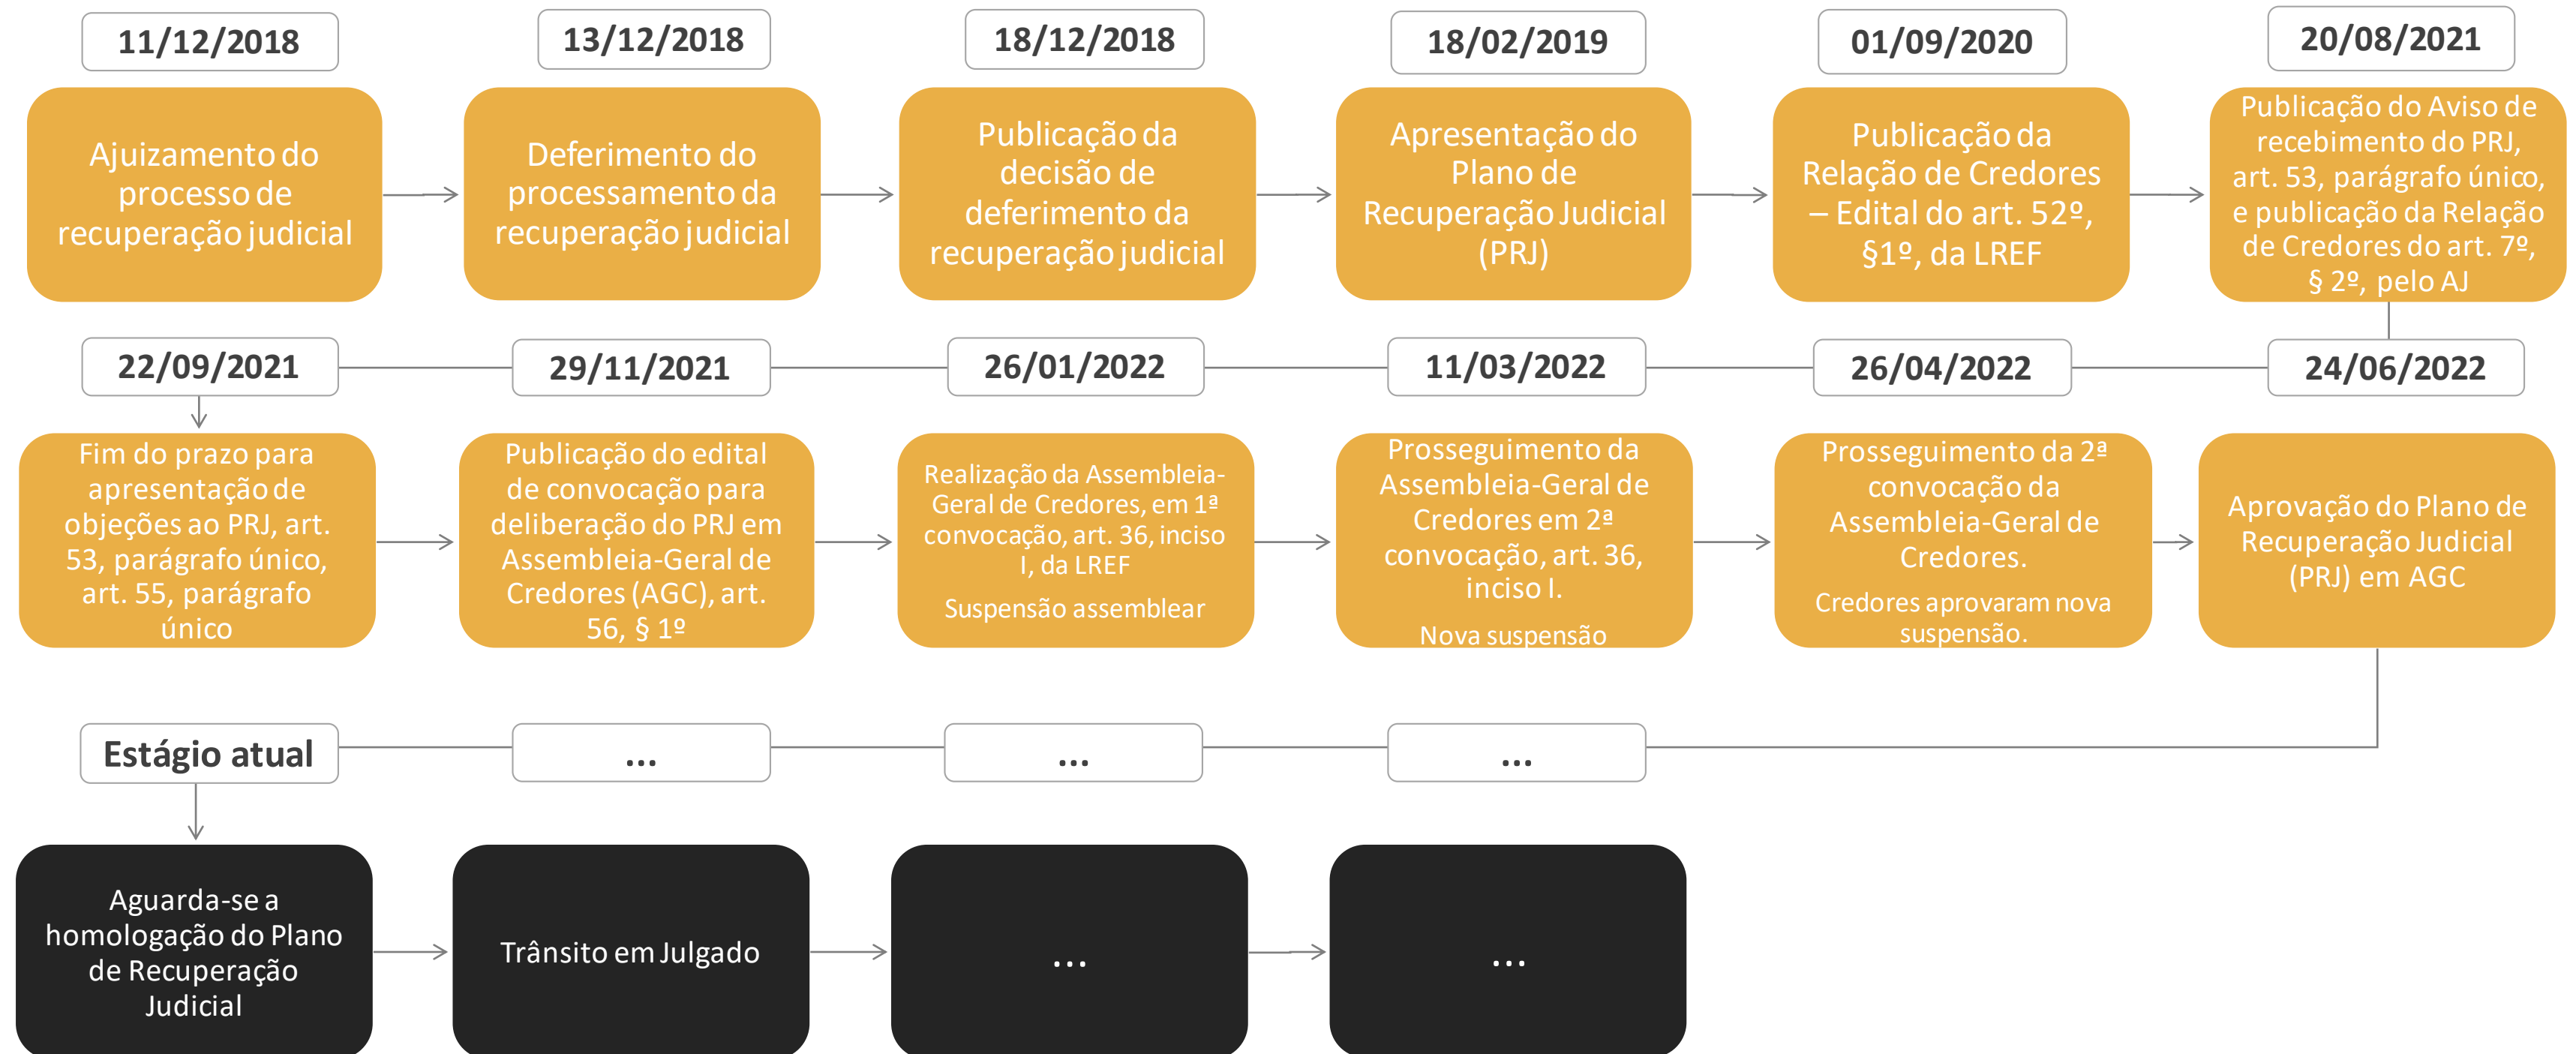 11/12/2018
13/12/2018
18/12/2018
18/02/2019
01/09/2020
20/08/2021
Ajuizamento do
processo de
recuperação judicial
Deferimento do
processamento da
recuperação judicial
Publicação da
decisão de
deferimento da
recuperação judicial
Apresentação do
Plano de
Recuperação Judicial
(PRJ)
Publicação da
Relação de Credores
– Edital do art. 52º,
§1º, da LREF
Publicação do Aviso de
recebimento do PRJ,
art. 53, parágrafo único,
e publicação da Relação
de Credores do art. 7º,
§ 2º, pelo AJ
22/09/2021
29/11/2021
26/01/2022
11/03/2022
26/04/2022
24/06/2022
Fim do prazo para
apresentação de
objeções ao PRJ, art.
53, parágrafo único,
art. 55, parágrafo
único
Publicação do edital
de convocação para
deliberação do PRJ em
Assembleia-Geral de
Credores (AGC), art.
56, § 1º
Realização da Assembleia-
Geral de Credores, em 1ª
convocação, art. 36, inciso
I, da LREF
Suspensão assemblear
Prosseguimento da
Assembleia-Geral de
Credores em 2ª
convocação, art. 36,
inciso I.
Nova suspensão
Prosseguimento da 2ª
convocação da
Assembleia-Geral de
Credores.
Credores aprovaram nova
suspensão.
Aprovação do Plano de
Recuperação Judicial
(PRJ) em AGC
Estágio atual
...
...
...
Aguarda-se a
homologação do Plano
de Recuperação
Judicial
Trânsito em Julgado
...
...